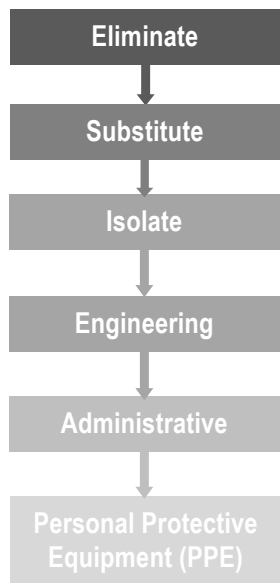 Eliminate
Substitute
Isolate
Engineering
Administrative
Personal Protective
Equipment (PPE)